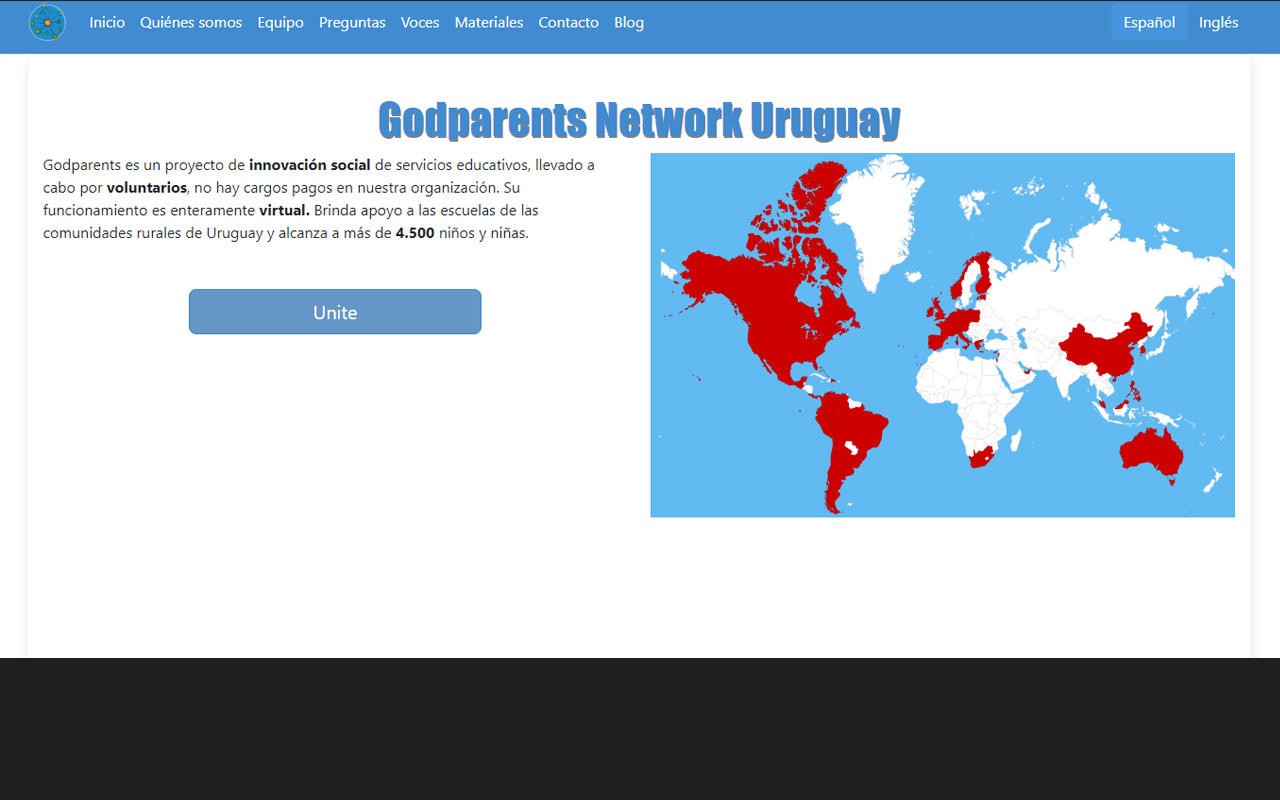 Inicio Quiénes somos Equipo Preguntas Voces Materiales Contacto Blog Español Inglés
Godparents Network Uruguay
Godparents es un proyecto de innovación social de servicios educativos, llevado a
cabo por voluntarios, no hay cargos pagos en nuestra organización. Su
funcionamiento es enteramente virtual. Brinda apoyo a las escuelas de las
comunidades rurales de Uruguay y alcanza a más de 4.500 niños y niñas.
Unite